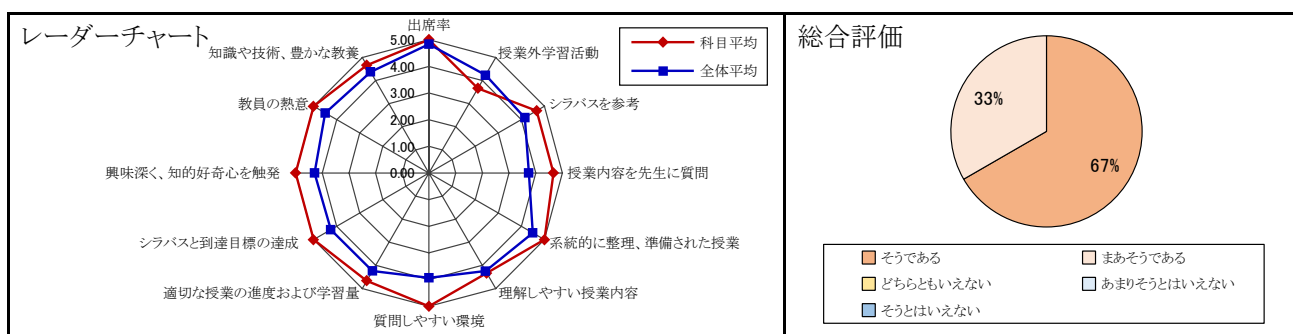 レーダーチャート
出席率
授業外学習活動
シラバスを参考
授業内容を先生に質問
系統的に整理、準備された授業
理解しやすい授業内容
質問しやすい環境
適切な授業の進度および学習量
シラバスと到達目標の達成
興味深く、知的好奇心を触発
教員の熱意
知識や技術、豊かな教養
5.00
4.00
3.00
2.00
1.00
0.00
科目平均
全体平均
総合評価
33%
67%
そうである
まあそうである
どちらともいえない
あまりそうとはいえない
そうとはいえない